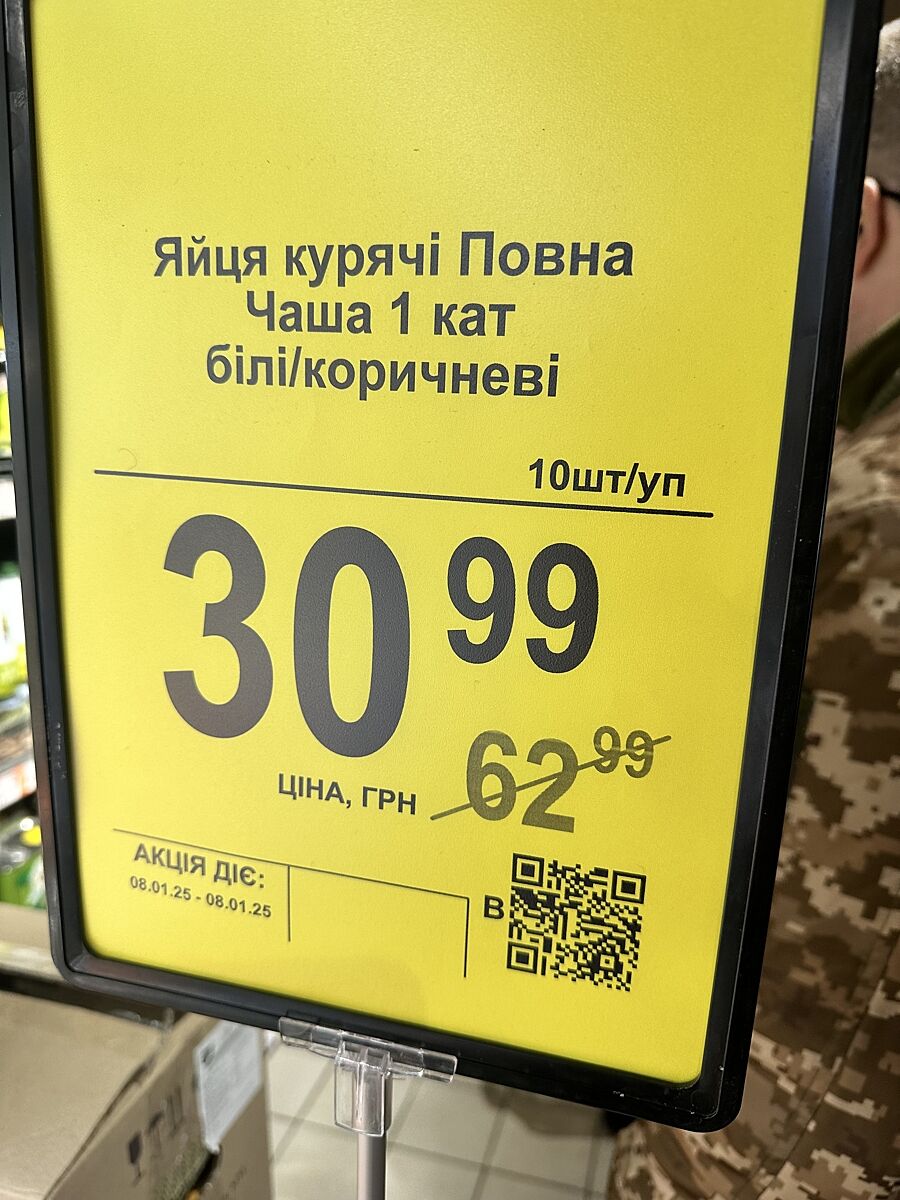 Яйця курячі Повна
Чаша 1 кат
білі/коричневі
10шт/уп
30 99
62 99
ЦІНА, ГРН
АКЦІЯ ДІЄ:
08.01.25 - 08.01.25
В